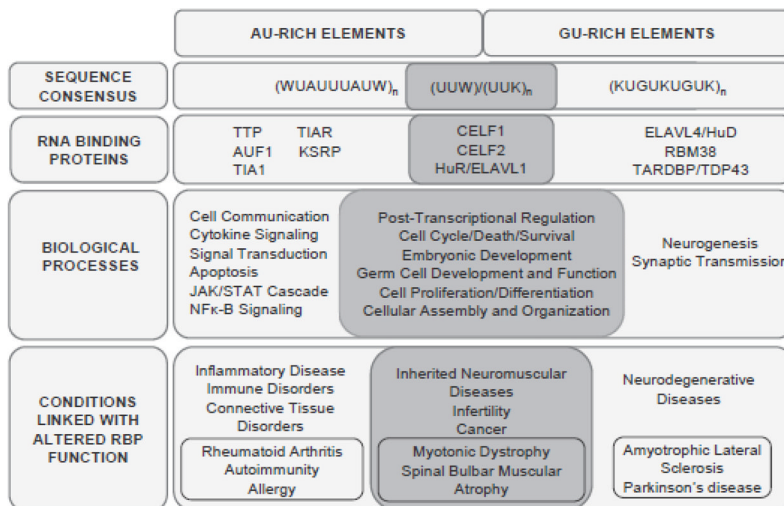 AU-RICH ELEMENTS
GU-RICH ELEMENTS
SEQUENCE
CONSENSUS
(WUAUUUAUW)n
(UUW)/(UUK)n
(KUGUKUGUK)n
RNA BINDING
PROTEINS
TTP TIAR
AUF1 KSRP
TIA1
CELF1
CELF2
HuR/ELAVL1
ELAVL4/HuD
RBM38
TARDBP/TDP43
BIOLOGICAL
PROCESSES
Cell Communication
Cytokine Signaling
Signal Transduction
Apoptosis
JAK/STAT Cascade
NFκ-B Signaling
Post-Transcriptional Regulation
Cell Cycle/Death/Survival
Embryonic Development
Germ Cell Development and Function
Cell Proliferation/Differentiation
Cellular Assembly and Organization
Neurogenesis
Synaptic Transmission
CONDITIONS
LINKED WITH
ALTERED RBP
FUNCTION
Inflammatory Disease
Immune Disorders
Connective Tissue
Disorders
Rheumatoid Arthritis
Autoimmunity
Allergy
Inherited Neuromuscular
Diseases
Infertility
Cancer
Myotonic Dystrophy
Spinal Bulbar Muscular
Atrophy
Neurodegenerative
Diseases
Amyotrophic Lateral
Sclerosis
Parkinson's disease